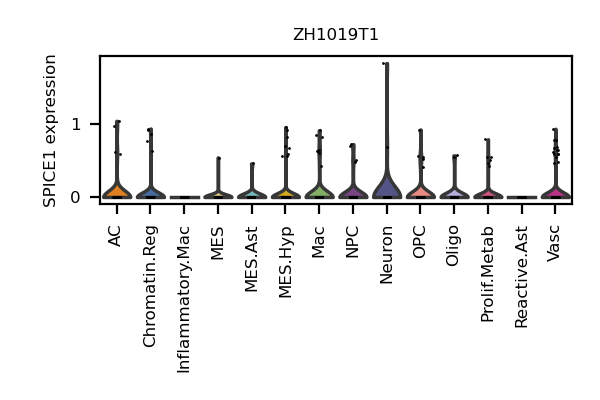 ZH1019T1
SPICE1 expression
1
0
AC
Chromatin.Reg
Inflammatory.Mac
MES
MES.Ast
MES.Hyp
Mac
NPC
Neuron
OPC
Oligo
Prolif.Metab
Reactive.Ast
Vasc